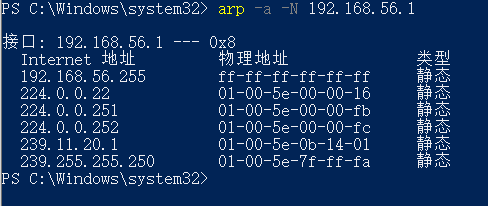 PS C:\Windows\system32> arp -a -N 192.168.56.1
接口: 192.168.56.1 --- 0x8
Internet 地址 物理地址 类型
192.168.56.255 ff-ff-ff-ff-ff-ff 静态
224.0.0.22 01-00-5e-00-00-16 静态
224.0.0.251 01-00-5e-00-00-fb 静态
224.0.0.252 01-00-5e-00-00-fc 静态
239.11.20.1 01-00-5e-0b-14-01 静态
239.255.255.250 01-00-5e-7f-ff-fa 静态
PS C:\Windows\system32>